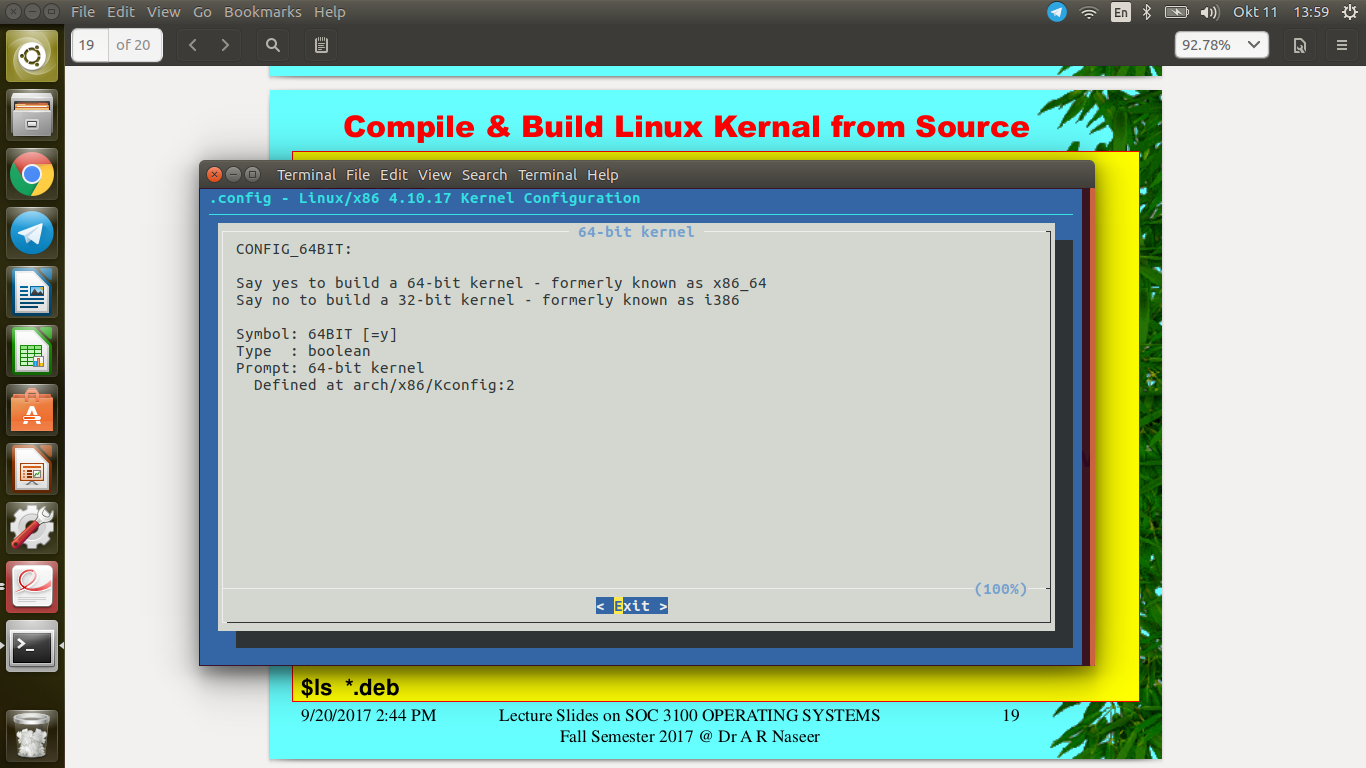 File Edit View Go Bookmarks Help
En
Okt 11 13:59
19 of 20
92.78%
Compile & Build Linux Kernal from Source
Terminal File Edit View Search Terminal Help
.config - Linux/x86 4.10.17 Kernel Configuration
64-bit kernel
CONFIG_64BIT:
Say yes to build a 64-bit kernel - formerly known as x86_64
Say no to build a 32-bit kernel - formerly known as i386
Symbol: 64BIT [=y]
Type  : boolean
Prompt: 64-bit kernel
Defined at arch/x86/Kconfig:2
(100%)
< Exit >
$ls *.deb
9/20/2017 2:44 PM Lecture Slides on SOC 3100 OPERATING SYSTEMS 19
Fall Semester 2017 @ Dr A R Naseer